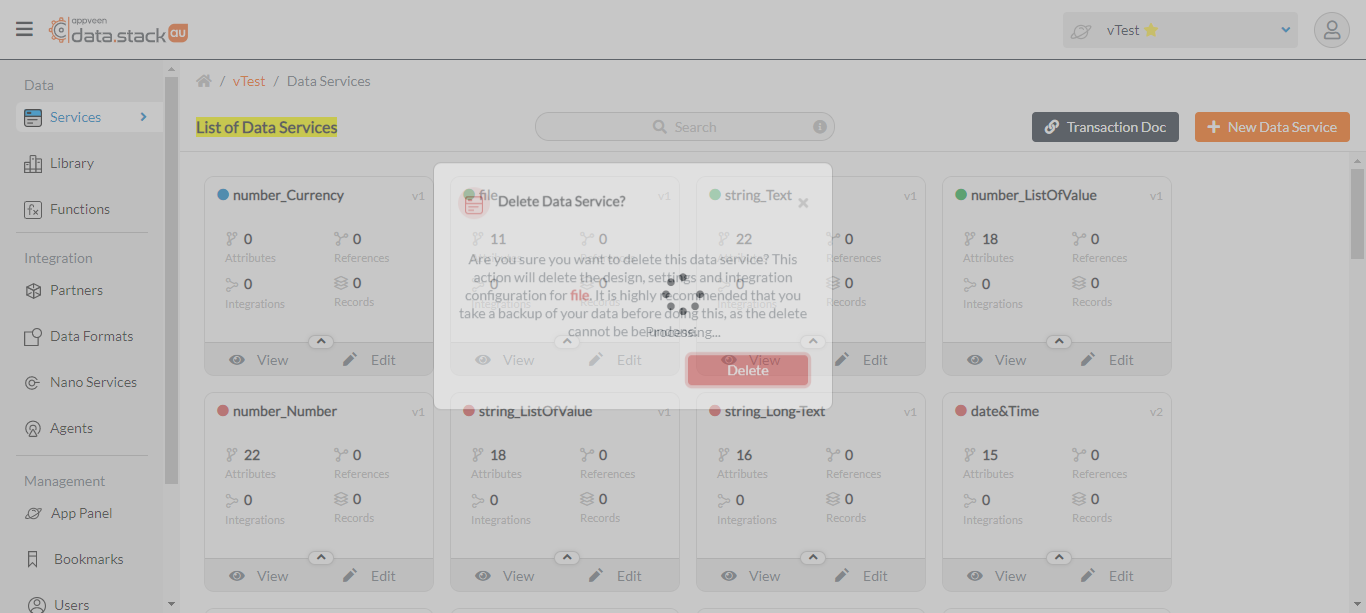 appveen
data.stack au
vTest
Data
Services
Library
Functions
Integration
Partners
Data Formats
Nano Services
Agents
Management
App Panel
Bookmarks
Users
/ vTest / Data Services
List of Data Services
Search
Transaction Doc
New Data Service
number_Currency v1
0 0
Attributes References
0 0
Integrations Records
View Edit
file v1
11 0
Attributes References
0 0
Integrations Records
View Edit
string_Text v1
22 0
Attributes References
0 0
Integrations Records
View Edit
number_ListOfValue v1
18 0
Attributes References
0 0
Integrations Records
View Edit
Delete Data Service?
Are you sure you want to delete this data service? This
action will delete the design, settings and integration
configuration for file. It is highly recommended that you
take a backup of your data before doing this, as the delete
cannot be be undone.
Processing...
Delete
number_Number v1
22 0
Attributes References
0 0
Integrations Records
View Edit
string_ListOfValue v1
18 0
Attributes References
0 0
Integrations Records
View Edit
string_Long-Text v1
16 0
Attributes References
0 0
Integrations Records
View Edit
date&Time v2
15 0
Attributes References
0 0
Integrations Records
View Edit